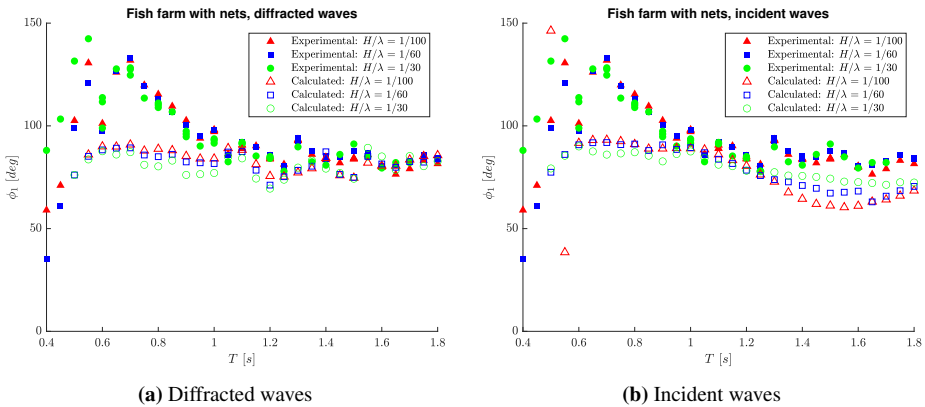 Fish farm with nets, diffracted waves
150
100
50
0
ϕ₁ [deg]
Experimental: H/λ = 1/100
Experimental: H/λ = 1/60
Experimental: H/λ = 1/30
Calculated: H/λ = 1/100
Calculated: H/λ = 1/60
Calculated: H/λ = 1/30
0.4 0.6 0.8 1 1.2 1.4 1.6 1.8
T [s]
(a) Diffracted waves
Fish farm with nets, incident waves
150
100
50
0
ϕ₁ [deg]
Experimental: H/λ = 1/100
Experimental: H/λ = 1/60
Experimental: H/λ = 1/30
Calculated: H/λ = 1/100
Calculated: H/λ = 1/60
Calculated: H/λ = 1/30
0.4 0.6 0.8 1 1.2 1.4 1.6 1.8
T [s]
(b) Incident waves